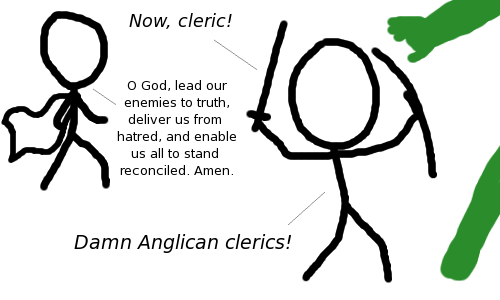 Now, cleric!
O God, lead our
enemies to truth,
deliver us from
hatred, and enable
us all to stand
reconciled. Amen.
Damn Anglican clerics!